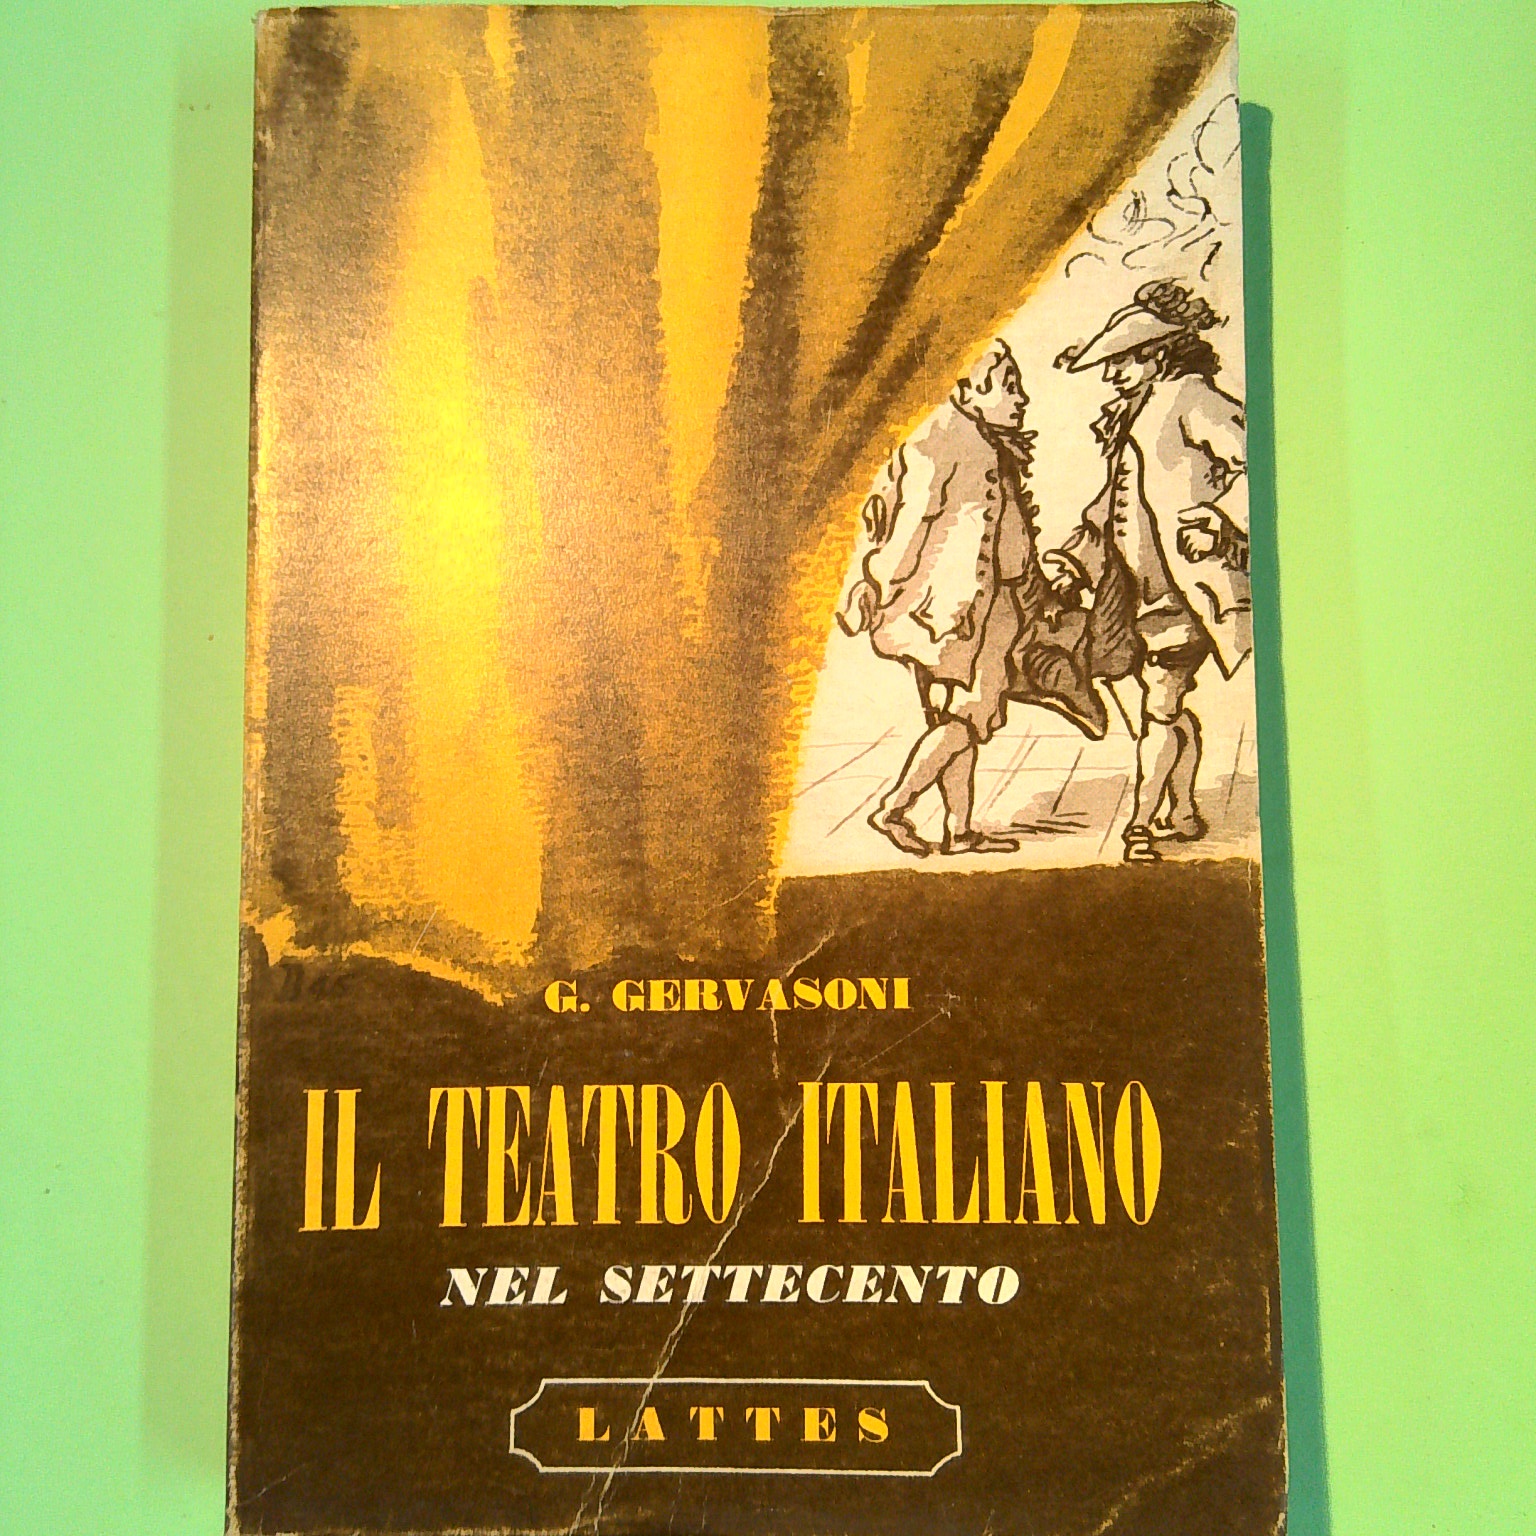 G. GERVASONI
IL TEATRO ITALIANO
NEL SETTECENTO
LATTES